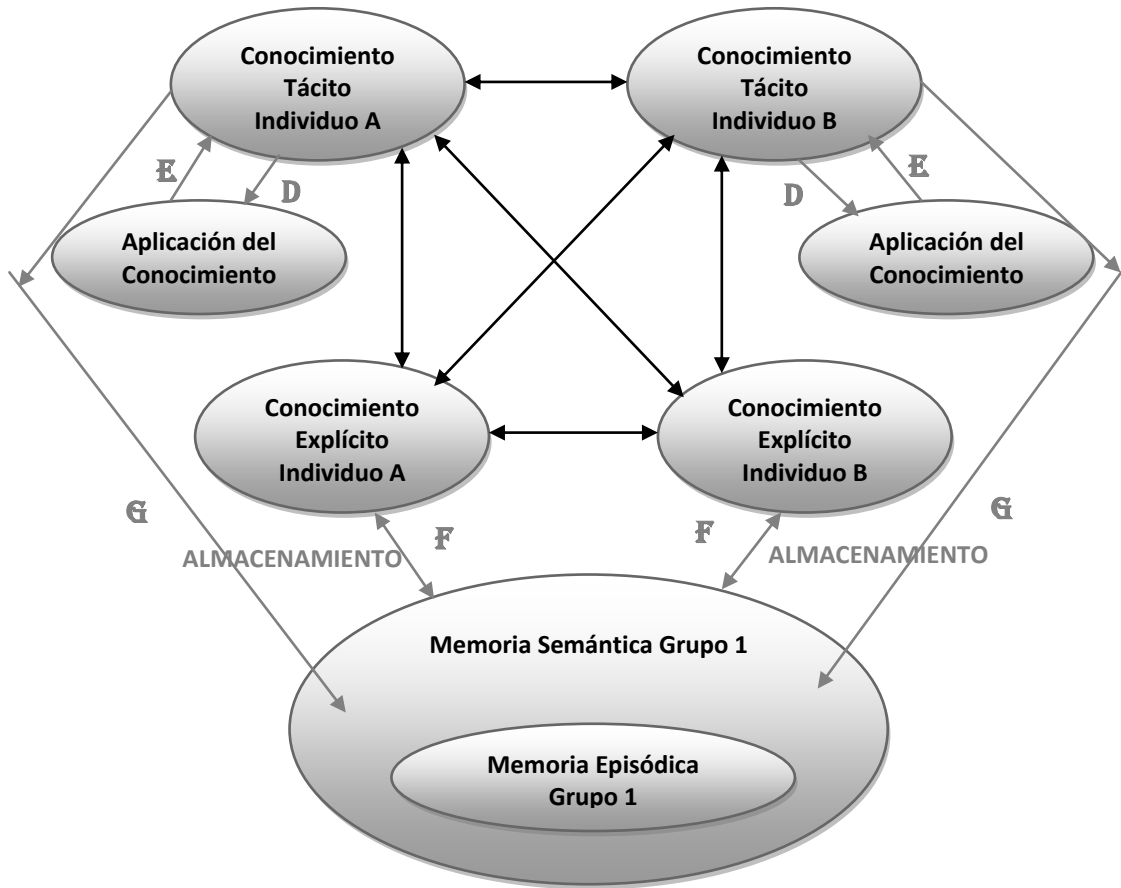 Conocimiento
Tácito
Individuo A
Conocimiento
Tácito
Individuo B
E
D
D
E
Aplicación del
Conocimiento
Aplicación del
Conocimiento
Conocimiento
Explícito
Individuo A
Conocimiento
Explícito
Individuo B
G
G
F
F
ALMACENAMIENTO
ALMACENAMIENTO
Memoria Semántica Grupo 1
Memoria Episódica
Grupo 1